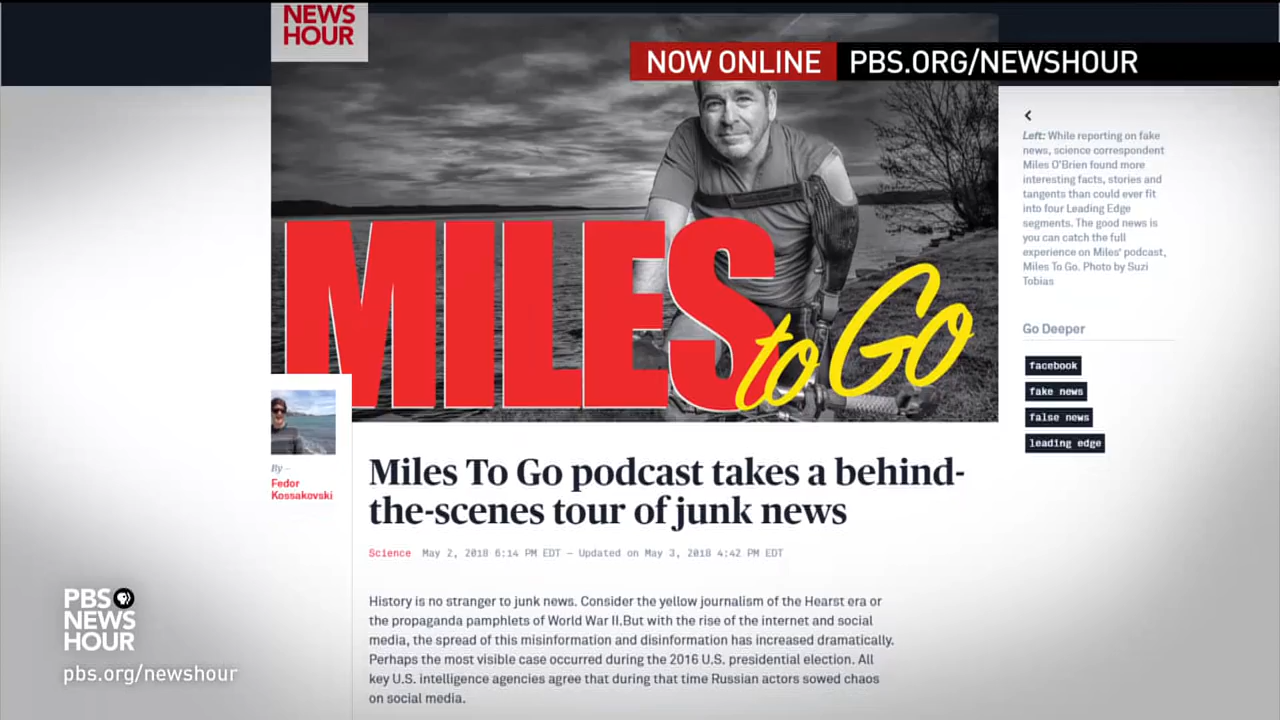 NEWS
HOUR
NOW ONLINE PBS.ORG/NEWSHOUR
MILES
to Go
Left: While reporting on fake
news, science correspondent
Miles O'Brien found more
interesting facts, stories and
tangents than could ever fit
into four Leading Edge
segments. The good news is
you can catch the full
experience on Miles' podcast,
Miles To Go. Photo by Suzi
Tobias
Go Deeper
facebook
fake news
false news
leading edge
By –
Fedor
Kossakovski
Miles To Go podcast takes a behind-
the-scenes tour of junk news
Science May 2, 2018 6:14 PM EDT – Updated on May 3, 2018 4:42 PM EDT
History is no stranger to junk news. Consider the yellow journalism of the Hearst era or
the propaganda pamphlets of World War II.But with the rise of the internet and social
media, the spread of this misinformation and disinformation has increased dramatically.
Perhaps the most visible case occurred during the 2016 U.S. presidential election. All
key U.S. intelligence agencies agree that during that time Russian actors sowed chaos
on social media.
PBS
NEWS
HOUR
pbs.org/newshour